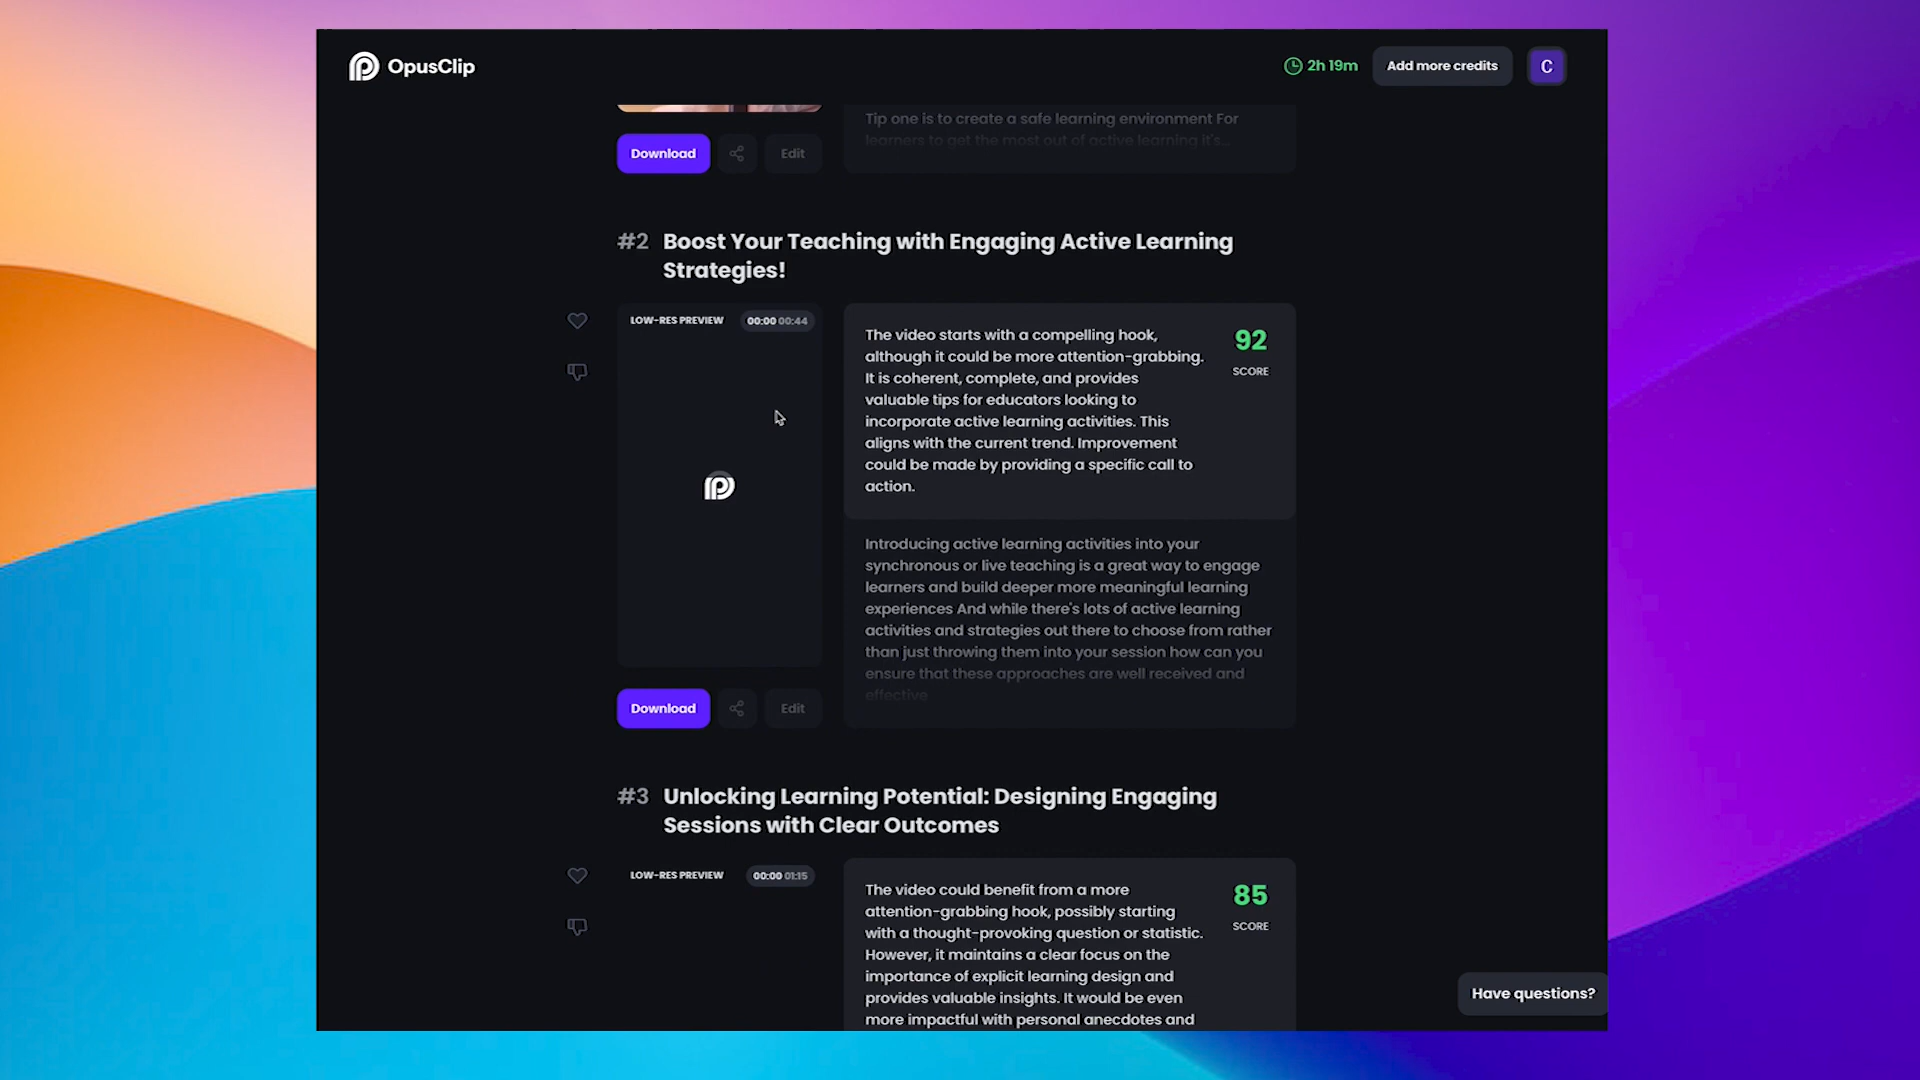 OpusClip
2h 19m
Add more credits
C
Tip one is to create a safe learning environment For
learners to get the most out of active learning it's...
Download
Edit
#2 Boost Your Teaching with Engaging Active Learning
Strategies!
LOW-RES PREVIEW
00:00 00:44
The video starts with a compelling hook,
although it could be more attention-grabbing.
It is coherent, complete, and provides
valuable tips for educators looking to
incorporate active learning activities. This
aligns with the current trend. Improvement
could be made by providing a specific call to
action.
92
SCORE
Introducing active learning activities into your
synchronous or live teaching is a great way to engage
learners and build deeper more meaningful learning
experiences And while there's lots of active learning
activities and strategies out there to choose from rather
than just throwing them into your session how can you
ensure that these approaches are well received and
effective
Download
Edit
#3 Unlocking Learning Potential: Designing Engaging
Sessions with Clear Outcomes
LOW-RES PREVIEW
00:00 01:15
The video could benefit from a more
attention-grabbing hook, possibly starting
with a thought-provoking question or statistic.
However, it maintains a clear focus on the
importance of explicit learning design and
provides valuable insights. It would be even
more impactful with personal anecdotes and
85
SCORE
Have questions?